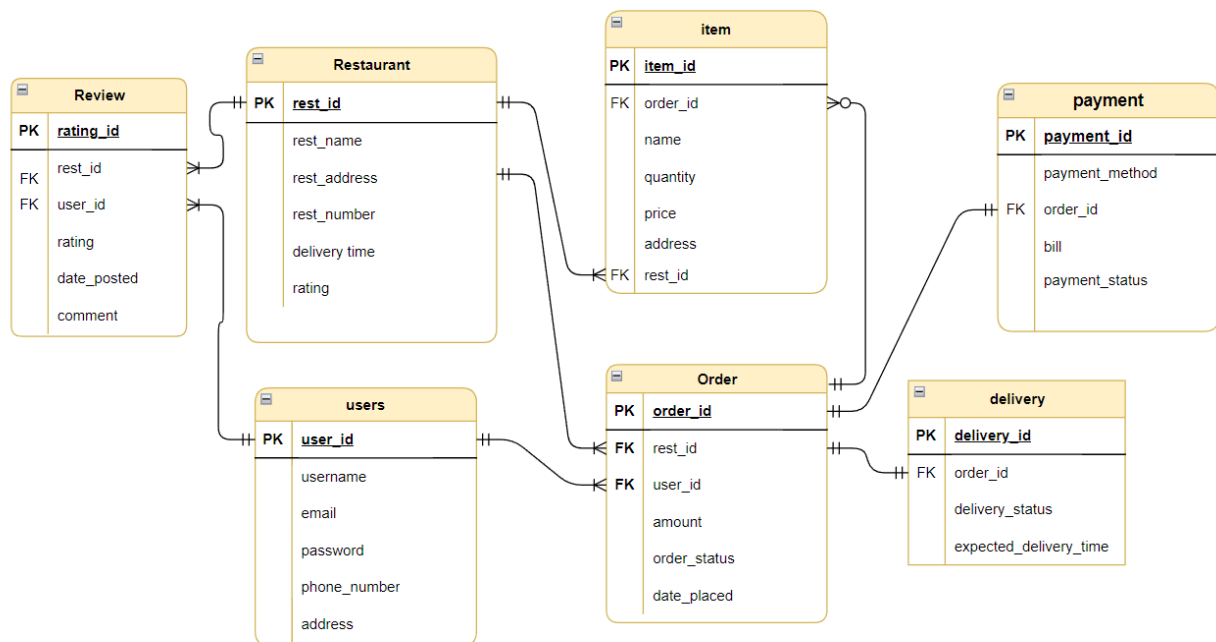 Review
PK rating_id
FK rest_id
FK user_id
rating
date_posted
comment
Restaurant
PK rest_id
rest_name
rest_address
rest_number
delivery time
rating
item
PK item_id
FK order_id
name
quantity
price
address
FK rest_id
payment
PK payment_id
payment_method
FK order_id
bill
payment_status
users
PK user_id
username
email
password
phone_number
address
Order
PK order_id
FK rest_id
FK user_id
amount
order_status
date_placed
delivery
PK delivery_id
FK order_id
delivery_status
expected_delivery_time